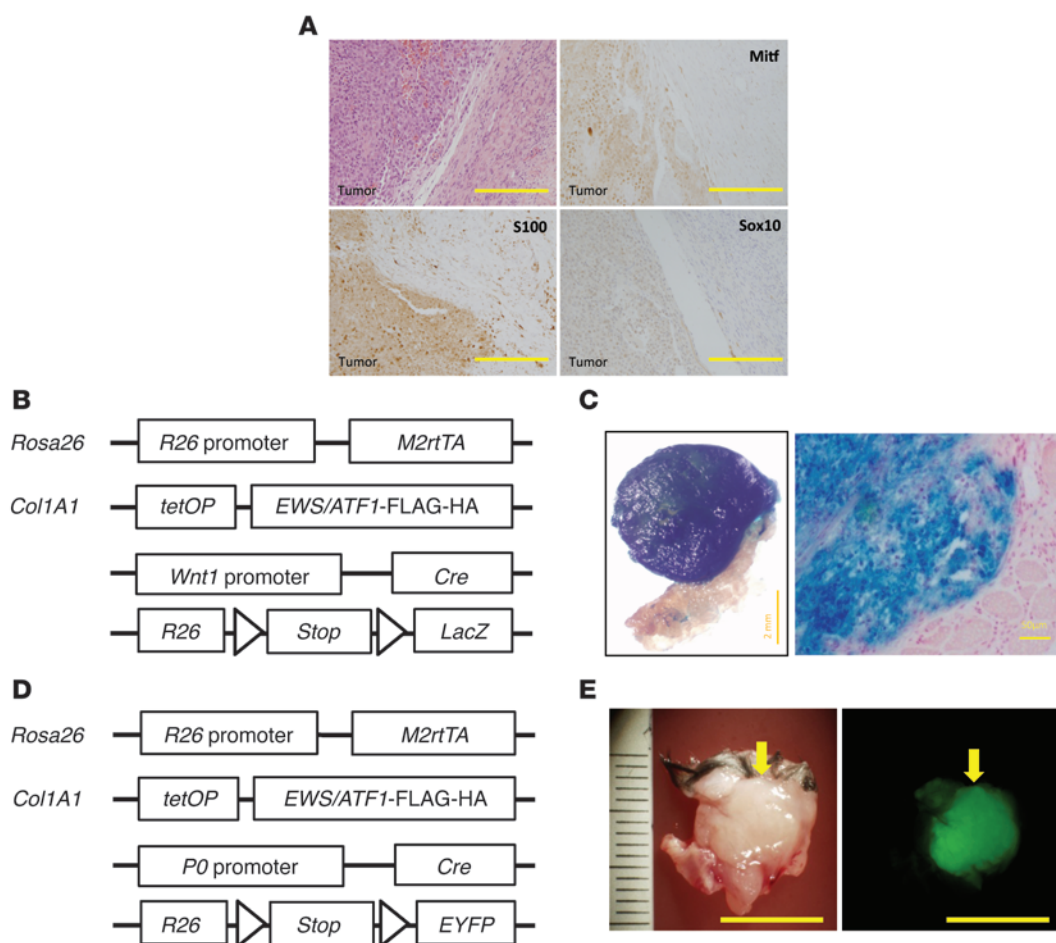 A
Tumor
Mitf
Tumor
S100
Tumor
Sox10
Tumor
B
Rosa26 R26 promoter M2rtTA
Col1A1 tetOP EWS/ATF1-FLAG-HA
Wnt1 promoter Cre
R26 Stop LacZ
C
2 mm
50μm
D
Rosa26 R26 promoter M2rtTA
Col1A1 tetOP EWS/ATF1-FLAG-HA
P0 promoter Cre
R26 Stop EYFP
E